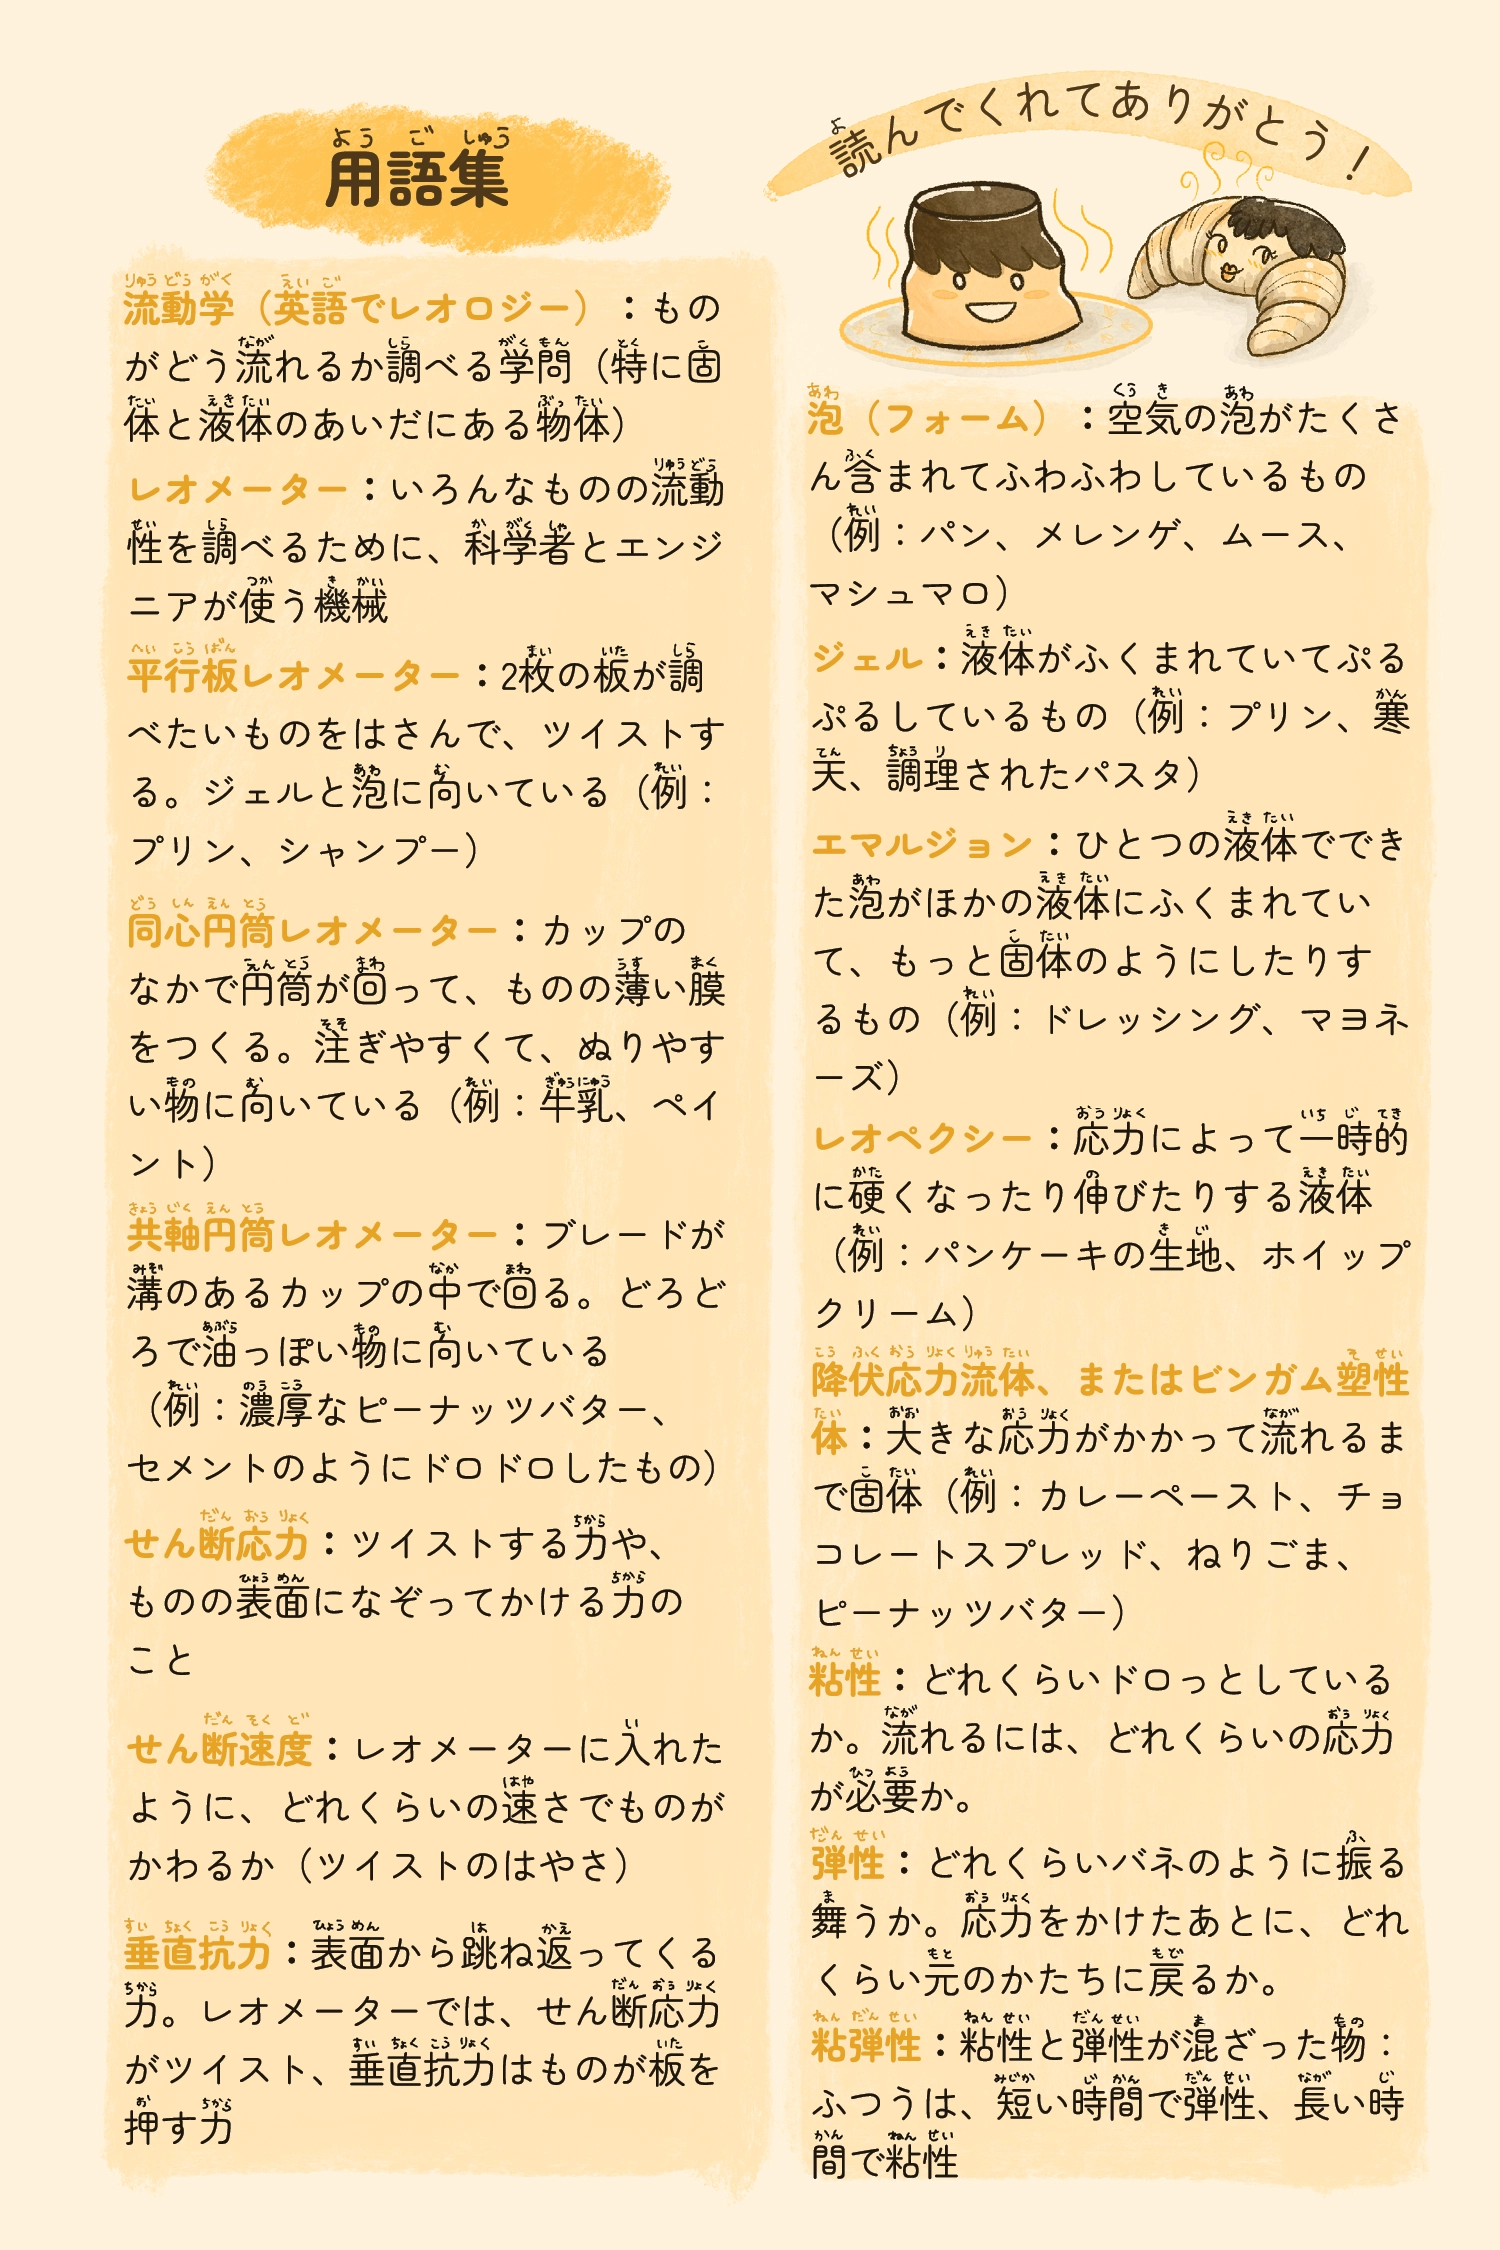 用語集
流動学（英語でレオロジー）：もの
がどう流れるか調べる学問（特に固
体と液体のあいだにある物体）
レオメーター：いろんなものの流動
性を調べるために、科学者とエンジ
ニアが使う機械
平行板レオメーター：2枚の板が調
べたいものをはさんで、ツイストす
る。ジェルと泡に向いている（例：
プリン、シャンプー）
同心円筒レオメーター：カップの
なかで円筒が回って、ものの薄い膜
をつくる。注ぎやすくて、ぬりやす
い物に向いている（例：牛乳、ペイ
ント）
共軸円筒レオメーター：ブレードが
溝のあるカップの中で回る。どろど
ろで油っぽい物に向いている
（例：濃厚なピーナッツバター、
セメントのようにドロドロしたもの）
せん断応力：ツイストする力や、
ものの表面になぞってかける力の
こと
せん断速度：レオメーターに入れた
ように、どれくらいの速さでものが
かわるか（ツイストのはやさ）
垂直抗力：表面から跳ね返ってくる
力。レオメーターでは、せん断応力
がツイスト、垂直抗力はものが板を
押す力
読んでくれてありがとう！
泡（フォーム）：空気の泡がたくさ
ん含まれてふわふわしているもの
（例：パン、メレンゲ、ムース、
マシュマロ）
ジェル：液体がふくまれていてぷる
ぷるしているもの（例：プリン、寒
天、調理されたパスタ）
エマルジョン：ひとつの液体ででき
た泡がほかの液体にふくまれてい
て、もっと固体のようにしたりす
るもの（例：ドレッシング、マヨネ
ーズ）
レオペクシー：応力によって一時的
に硬くなったり伸びたりする液体
（例：パンケーキの生地、ホイップ
クリーム）
降伏応力流体、またはビンガム塑性
体：大きな応力がかかって流れるま
で固体（例：カレーペースト、チョ
コレートスプレッド、ねりごま、
ピーナッツバター）
粘性：どれくらいドロっとしている
か。流れるには、どれくらいの応力
が必要か。
弾性：どれくらいバネのように振る
舞うか。応力をかけたあとに、どれ
くらい元のかたちに戻るか。
粘弾性：粘性と弾性が混ざった物：
ふつうは、短い時間で弾性、長い時
間で粘性